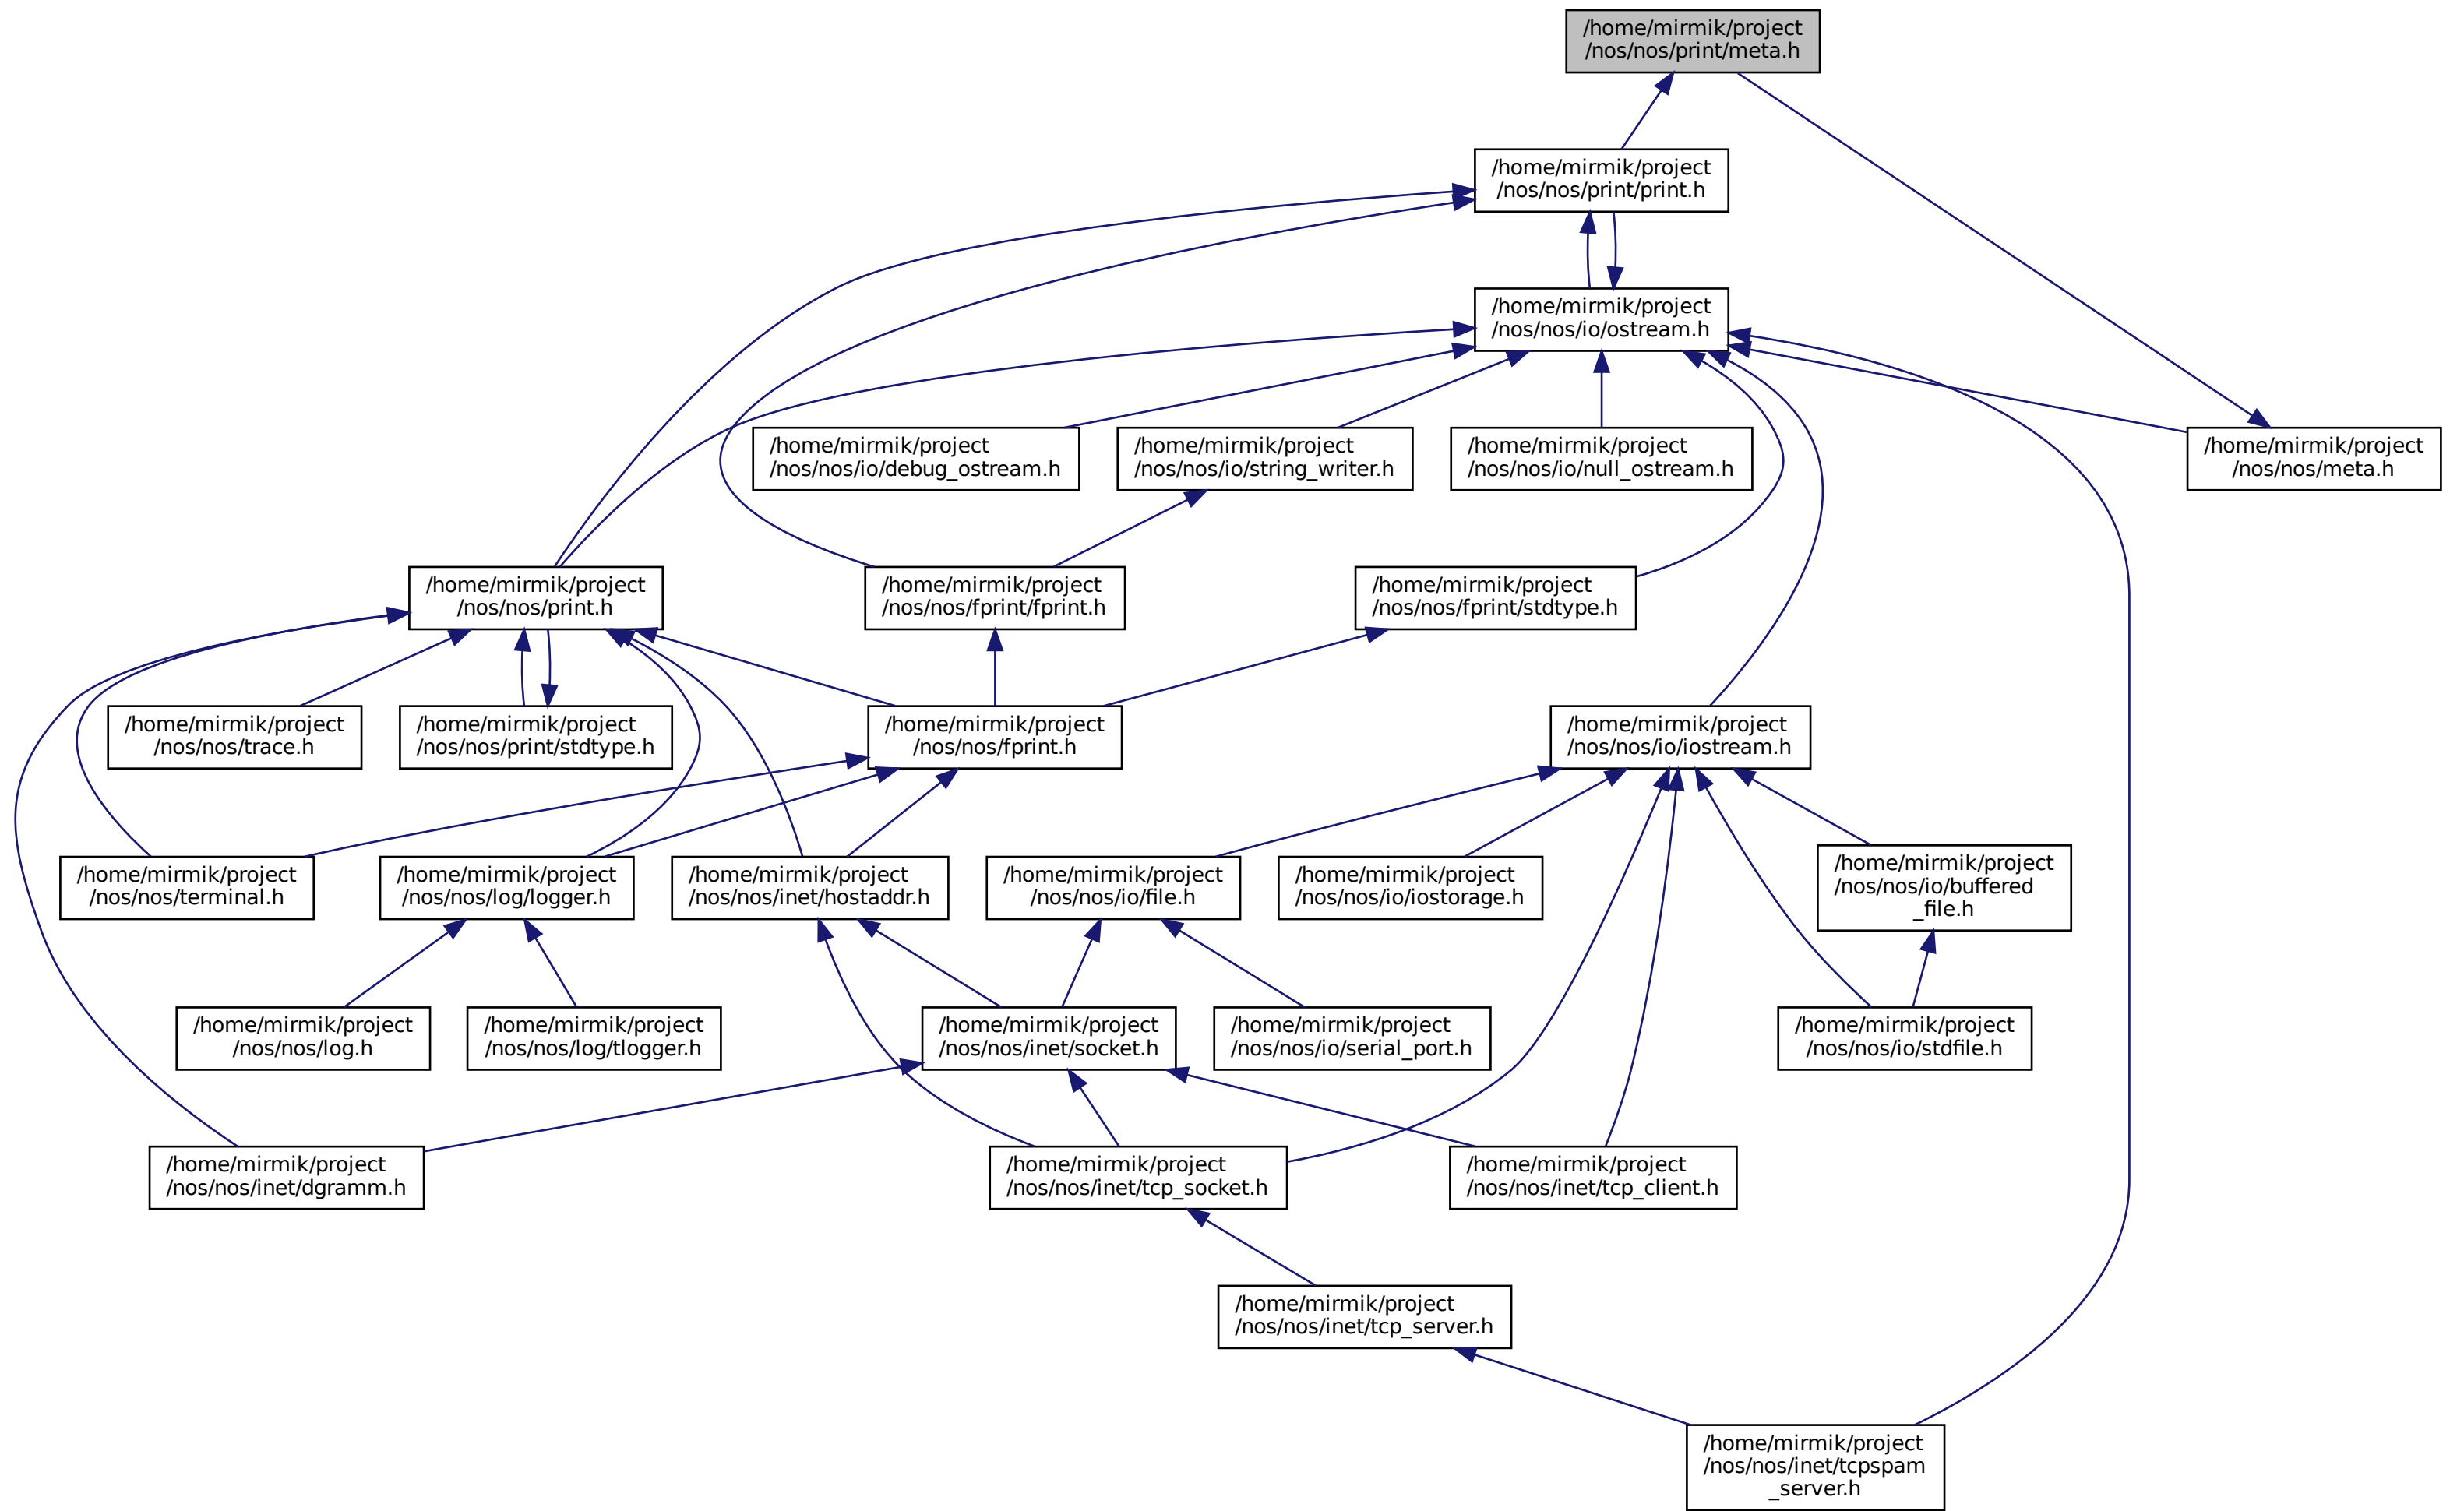 /home/mirmik/project
/nos/nos/print/meta.h
/home/mirmik/project
/nos/nos/print/print.h
/home/mirmik/project
/nos/nos/io/ostream.h
/home/mirmik/project
/nos/nos/io/debug_ostream.h
/home/mirmik/project
/nos/nos/io/string_writer.h
/home/mirmik/project
/nos/nos/io/null_ostream.h
/home/mirmik/project
/nos/nos/meta.h
/home/mirmik/project
/nos/nos/print.h
/home/mirmik/project
/nos/nos/fprint/fprint.h
/home/mirmik/project
/nos/nos/fprint/stdtype.h
/home/mirmik/project
/nos/nos/trace.h
/home/mirmik/project
/nos/nos/print/stdtype.h
/home/mirmik/project
/nos/nos/fprint.h
/home/mirmik/project
/nos/nos/io/iostream.h
/home/mirmik/project
/nos/nos/terminal.h
/home/mirmik/project
/nos/nos/log/logger.h
/home/mirmik/project
/nos/nos/inet/hostaddr.h
/home/mirmik/project
/nos/nos/io/file.h
/home/mirmik/project
/nos/nos/io/iostorage.h
/home/mirmik/project
/nos/nos/io/buffered
_file.h
/home/mirmik/project
/nos/nos/log.h
/home/mirmik/project
/nos/nos/log/tlogger.h
/home/mirmik/project
/nos/nos/inet/socket.h
/home/mirmik/project
/nos/nos/io/serial_port.h
/home/mirmik/project
/nos/nos/io/stdfile.h
/home/mirmik/project
/nos/nos/inet/dgramm.h
/home/mirmik/project
/nos/nos/inet/tcp_socket.h
/home/mirmik/project
/nos/nos/inet/tcp_client.h
/home/mirmik/project
/nos/nos/inet/tcp_server.h
/home/mirmik/project
/nos/nos/inet/tcpspam
_server.h